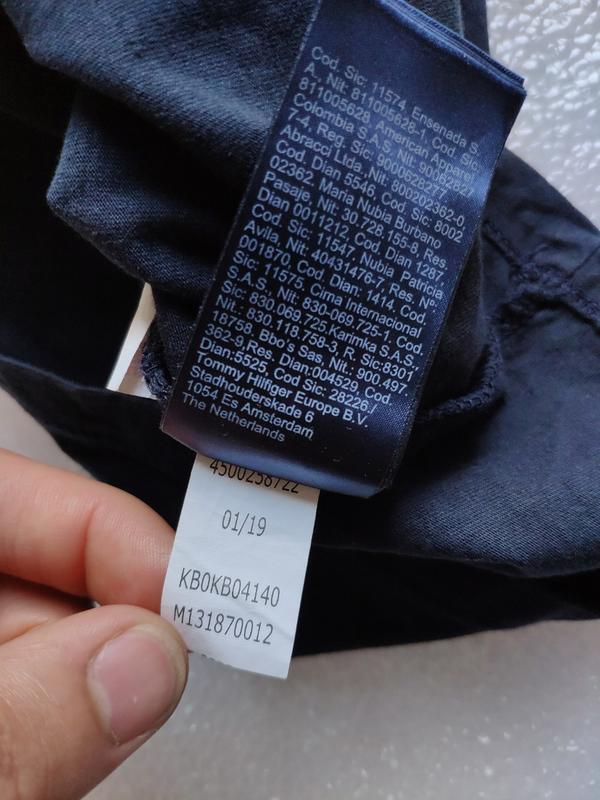 Cod. Sic: 11574, Ensenada S.
A., Nit: 811005628-1, Cod. Sic:
811005628, American Apparel
Colombia S.A.S, Nit: 90062827
7-4, Reg. Sic: 9000628277,
Abracci Ltda, Nit: 800202362-0
Cod. Dian 5546, Cod. Sic: 8002
02362. Maria Nubia Burbano
Pasaje, Nit: 30.728.155-8, Res.
Dian 0011212, Cod. Dian 1287,
Cod. Sic: 11547, Nubia Patricia
Avila, Nit: 40431476-7, Res. N°
001870, Cod. Dian: 1414, Cod.
Sic: 11575. Cima Internacional
S.A.S, Nit: 830-069.725-1, Cod.
Sic: 830.069.725.Karimka S.A.S.,
Nit.: 830.118.758-3, R. Sic:8301
18758. Bbo's Sas, Nit: 900.497.
362-9,Res. Dian:004529, Cod.
Dian:5525, Cod Sic: 28226./
Tommy Hilfiger Europe B.V.
Stadhouderskade 6
1054 Es Amsterdam
The Netherlands
4500258722
01/19
KB0KB04140
M131870012